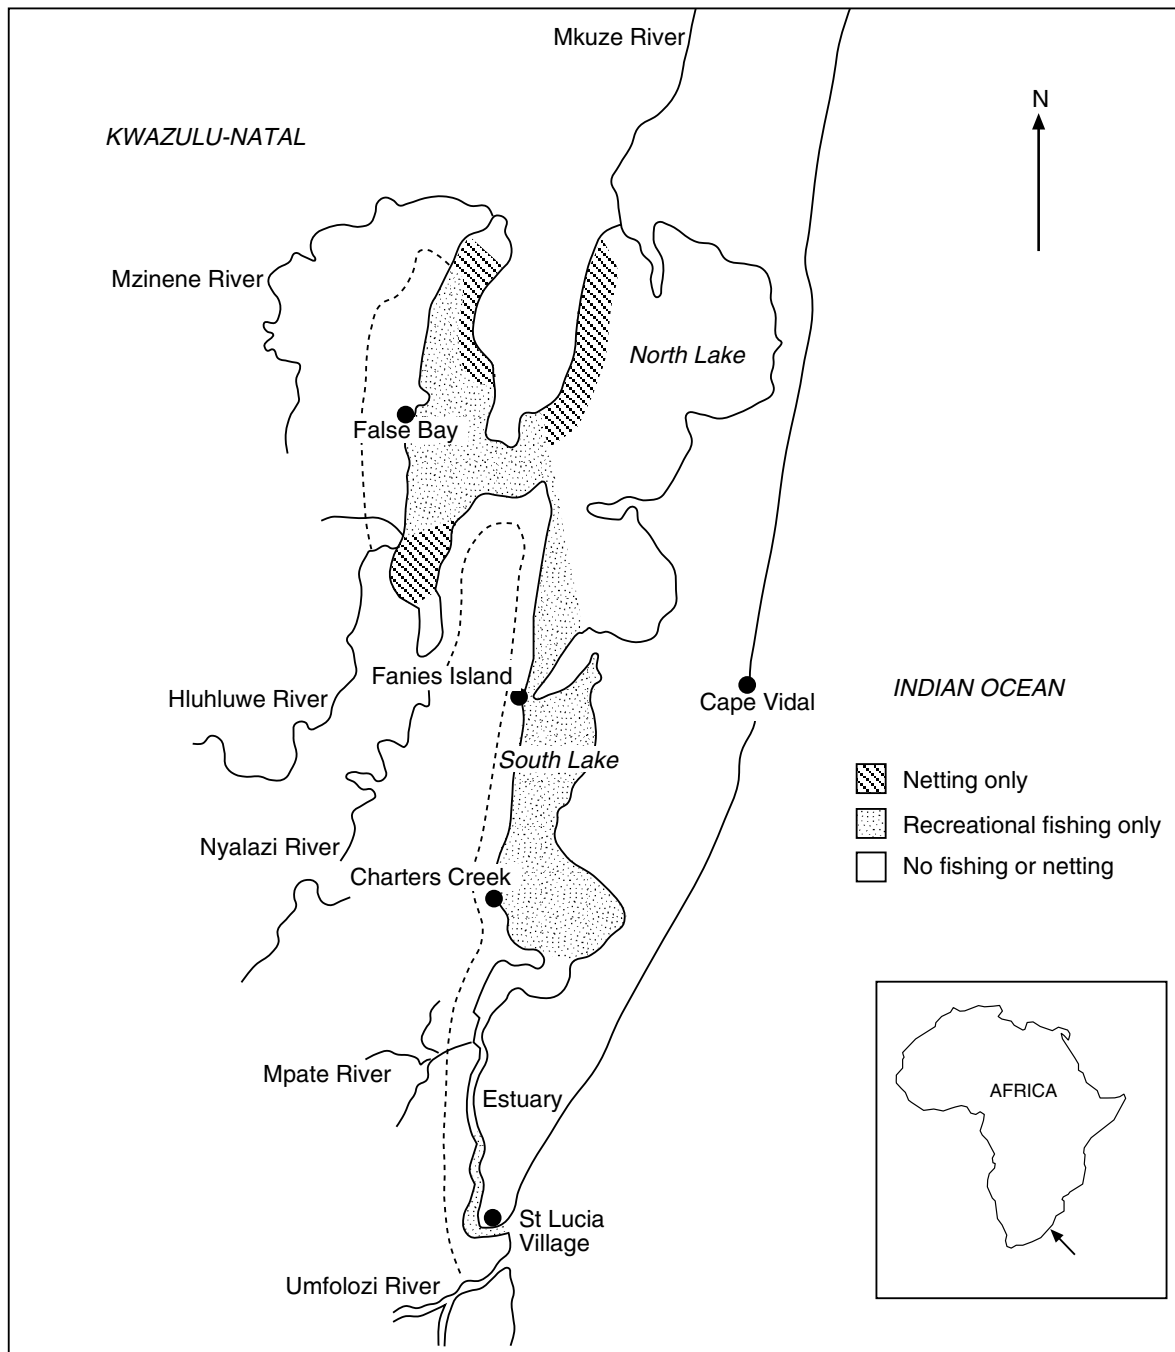 Mkuze River
N
KWAZULU-NATAL
Mzinene River
North Lake
False Bay
Fanies Island
Hluhluwe River
Cape Vidal
INDIAN OCEAN
South Lake
Netting only
Recreational fishing only
No fishing or netting
Nyalazi River
Charters Creek
Mpate River
Estuary
AFRICA
St Lucia
Village
Umfolozi River